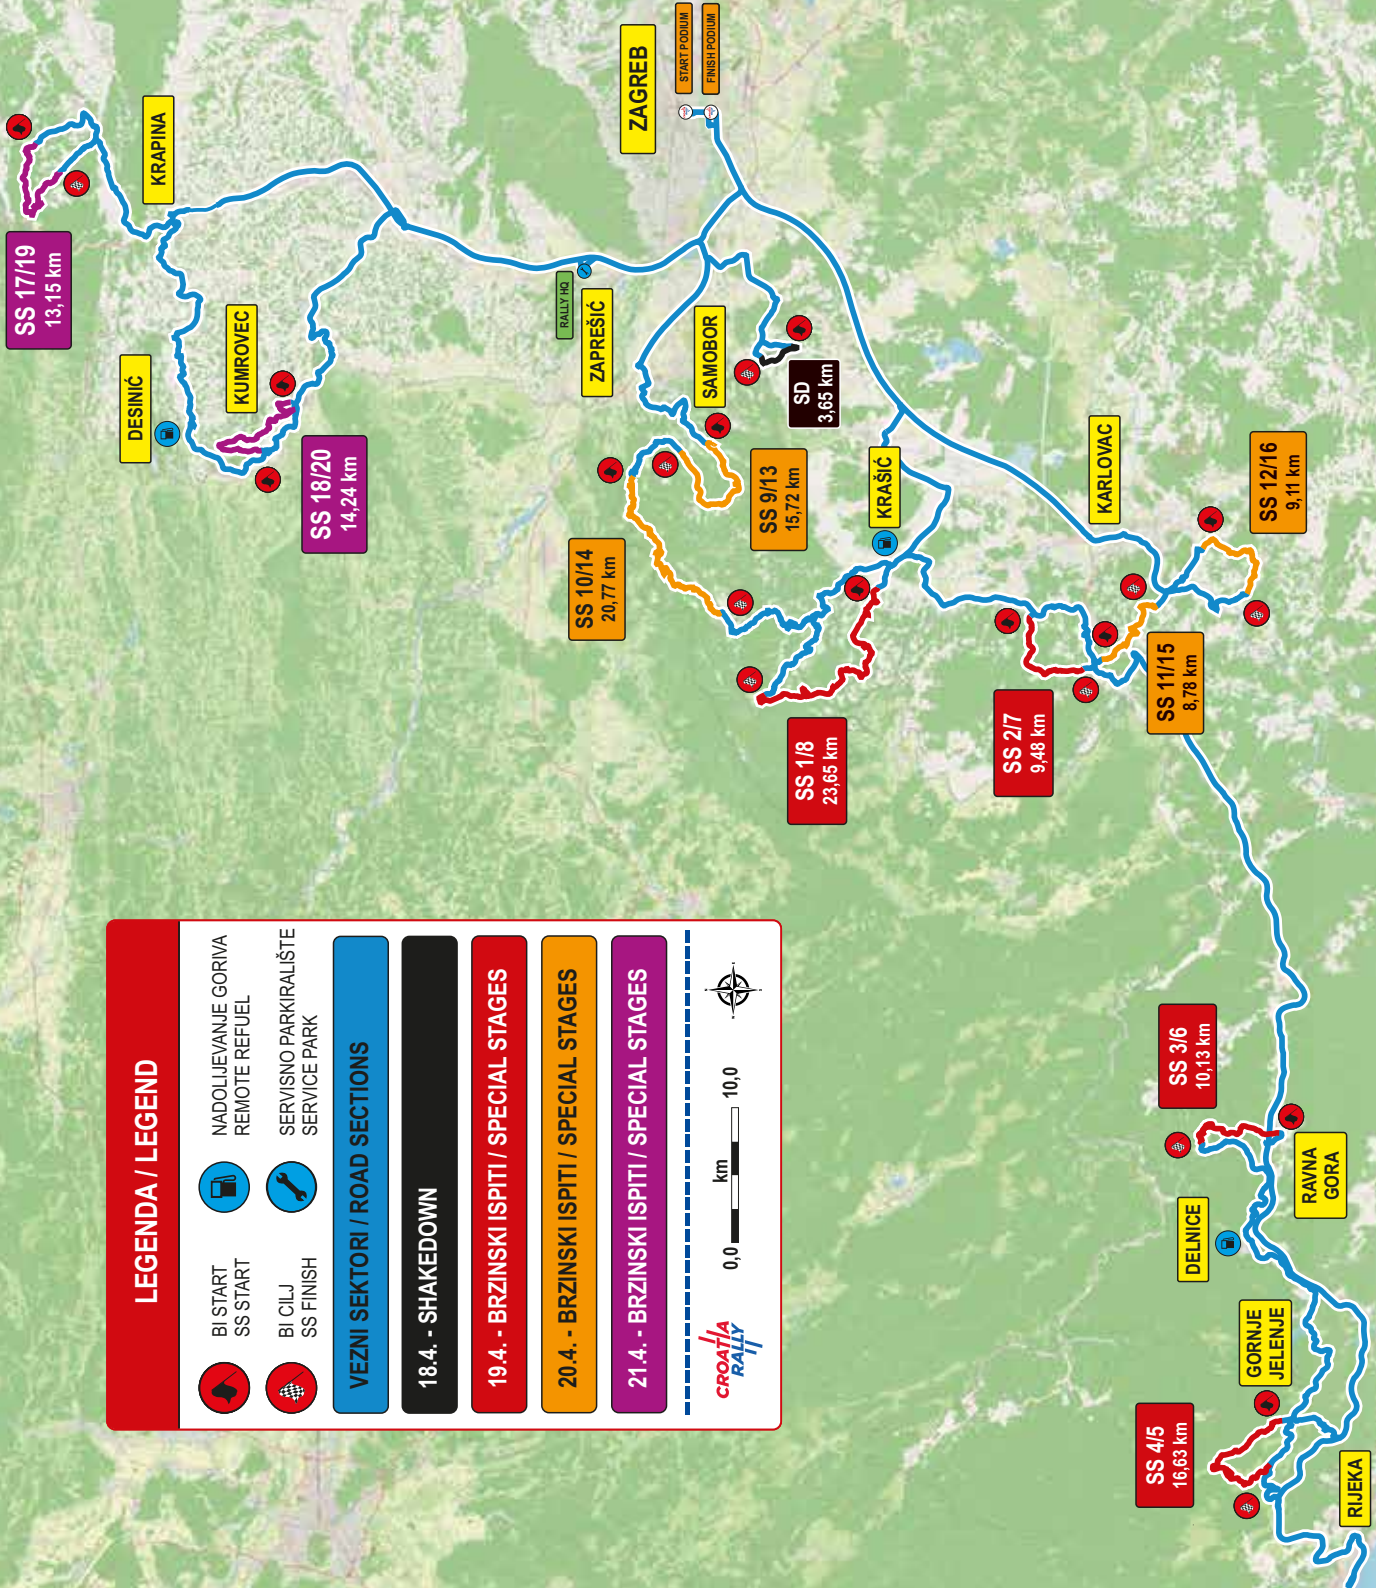 LEGENDA / LEGEND
BI START
SS START
NADOLIJEVANJE GORIVA
REMOTE REFUEL
BI CILJ
SS FINISH
SERVISNO PARKIRALIŠTE
SERVICE PARK
VEZNI SEKTORI / ROAD SECTIONS
18.4. - SHAKEDOWN
19.4. - BRZINSKI ISPITI / SPECIAL STAGES
20.4. - BRZINSKI ISPITI / SPECIAL STAGES
21.4. - BRZINSKI ISPITI / SPECIAL STAGES
CROATIA
RALLY
0,0
km
10,0
SS 17/19
13,15 km
KRAPINA
DESINIĆ
KUMROVEC
SS 18/20
14,24 km
ZAGREB
START PODIUM
FINISH PODIUM
RALLY HQ
ZAPREŠIĆ
SAMOBOR
SD
3,65 km
SS 9/13
15,72 km
SS 10/14
20,77 km
KRAŠIĆ
SS 1/8
23,65 km
KARLOVAC
SS 12/16
9,11 km
SS 2/7
9,48 km
SS 11/15
8,78 km
SS 3/6
10,13 km
RAVNA
GORA
DELNICE
GORNJE
JELENJE
SS 4/5
16,63 km
RIJEKA